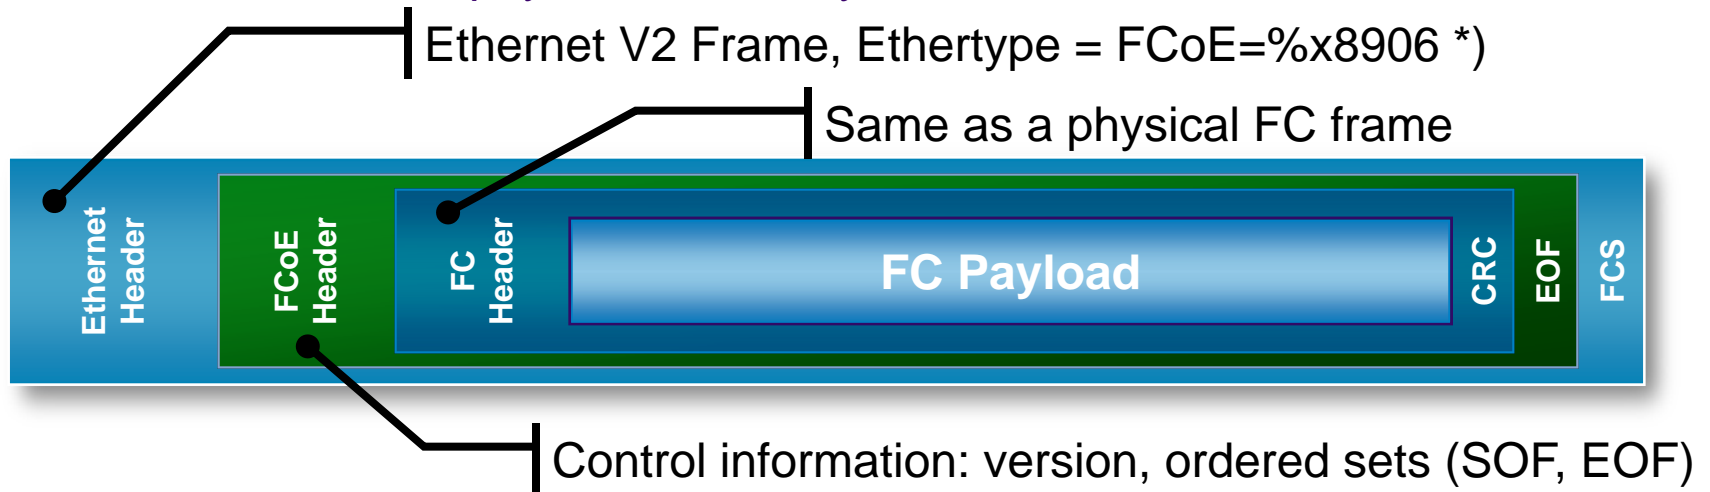 Ethernet V2 Frame, Ethertype = FCoE=%x8906 *)
Same as a physical FC frame
Ethernet
Header
FCoE
Header
FC
Header
FC Payload
CRC
EOF
FCS
Control information: version, ordered sets (SOF, EOF)